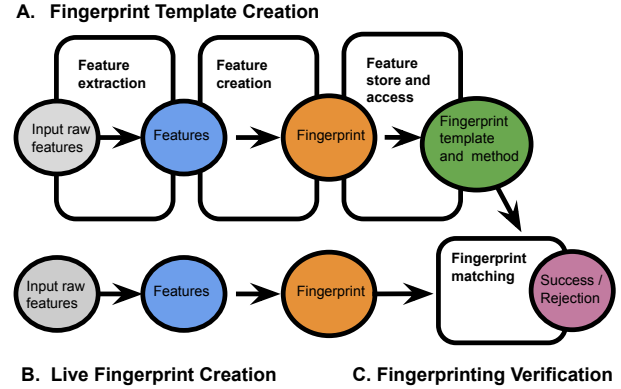 A. Fingerprint Template Creation
Feature
extraction
Feature
creation
Feature
store and
access
Input raw
features
Features
Fingerprint
Fingerprint
template
and method
Input raw
features
Features
Fingerprint
Fingerprint
matching
Success /
Rejection
B. Live Fingerprint Creation
C. Fingerprinting Verification